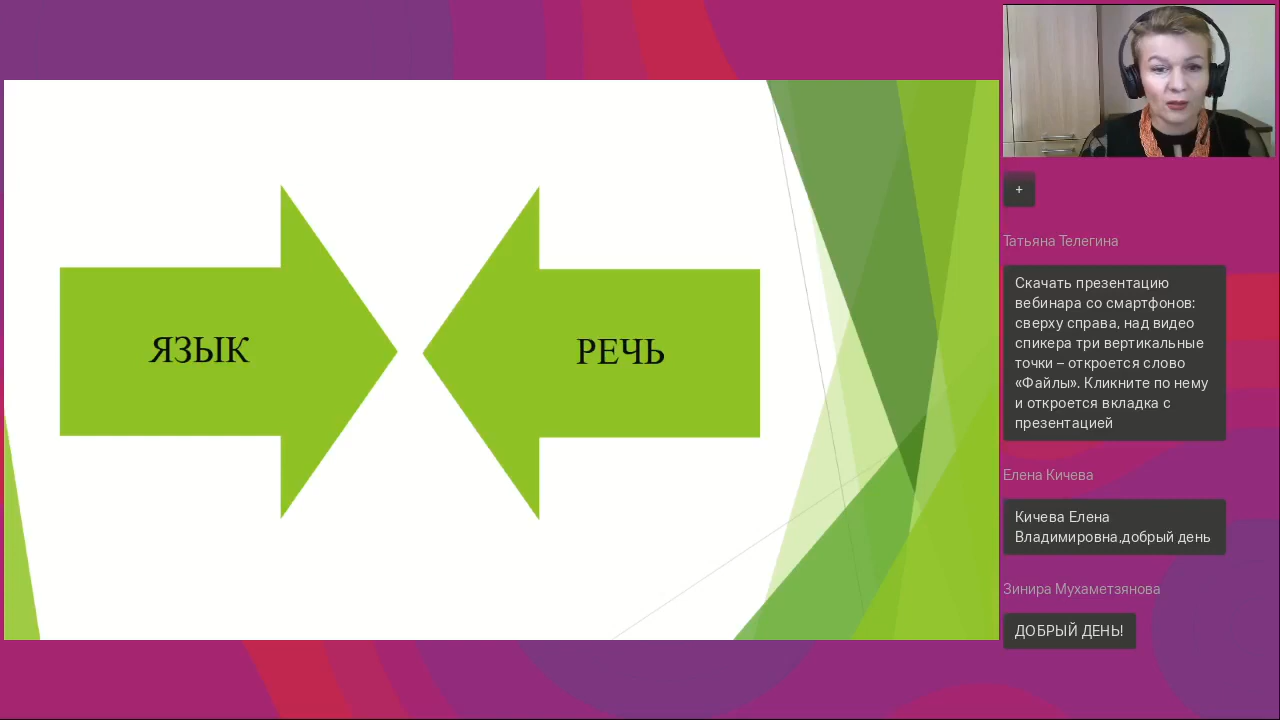 ЯЗЫК
РЕЧЬ
+
Татьяна Телегина
Скачать презентацию
вебинара со смартфонов:
сверху справа, над видео
спикера три вертикальные
точки – откроется слово
«Файлы». Кликните по нему
и откроется вкладка с
презентацией
Елена Кичева
Кичева Елена
Владимировна,добрый день
Зинира Мухаметзянова
ДОБРЫЙ ДЕНЬ!